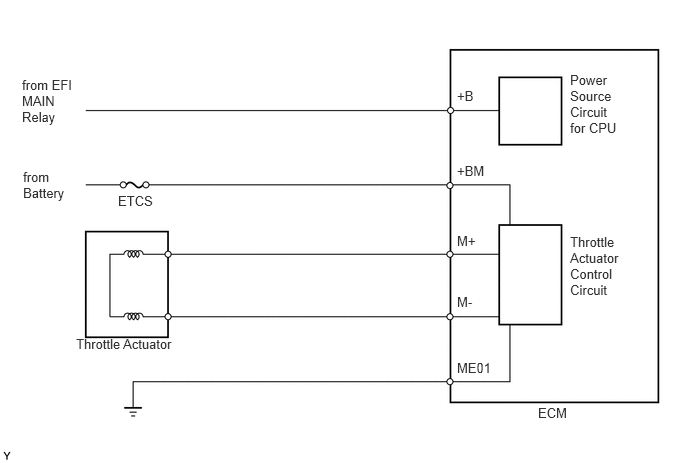 from EFI
MAIN
Relay
+B
Power
Source
Circuit
for CPU
from
Battery
ETCS
+BM
M+
Throttle
Actuator
Control
Circuit
M-
Throttle Actuator
ME01
ECM
Y